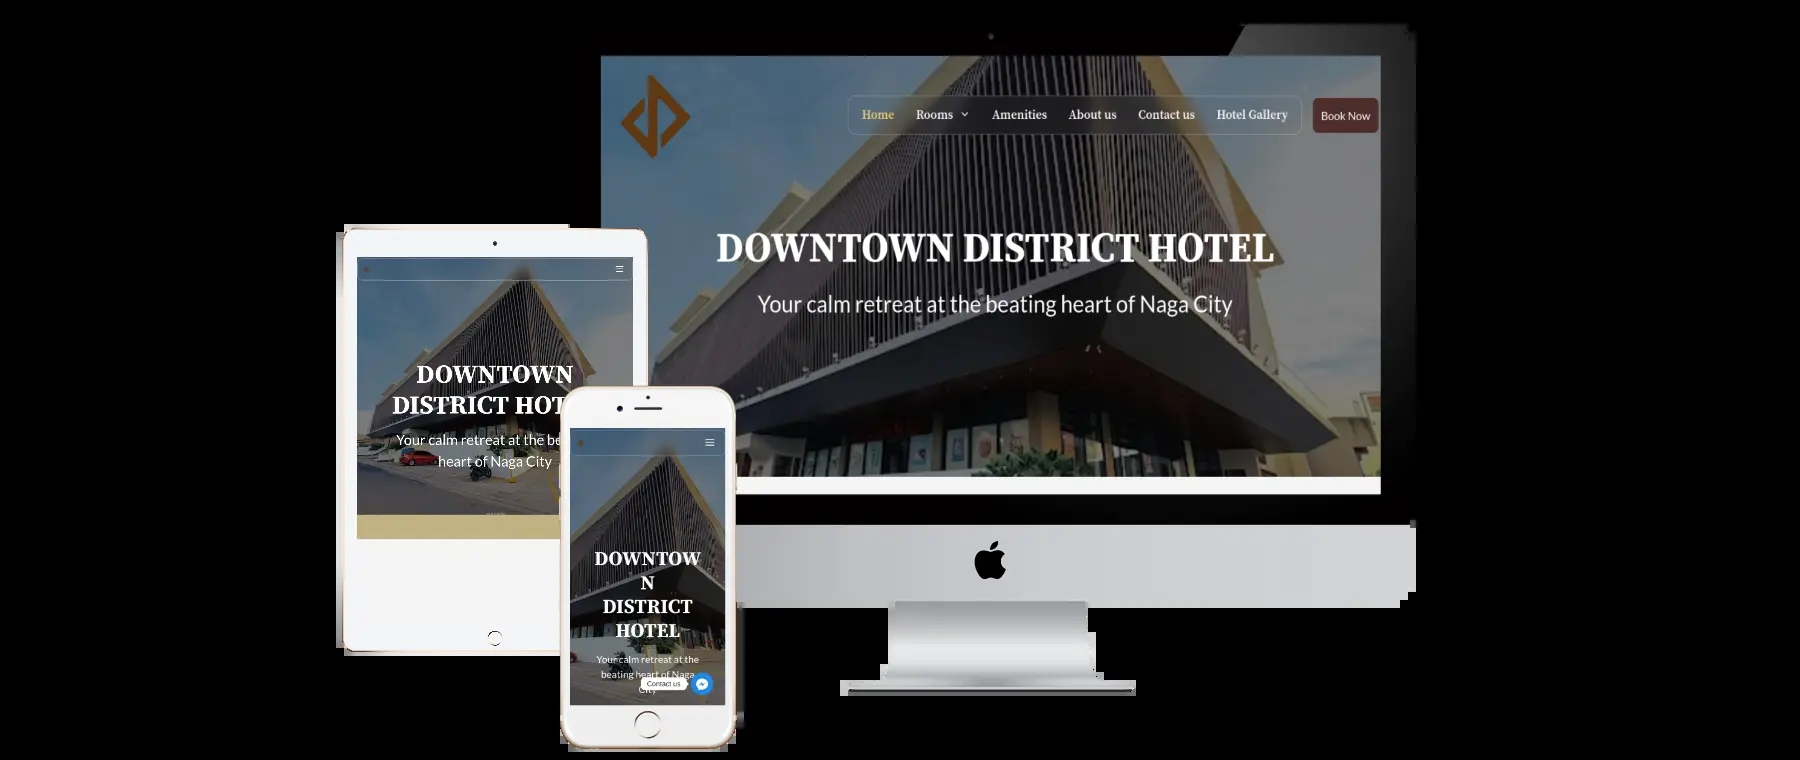 Home Rooms Amenities About us Contact us Hotel Gallery Book Now
DOWNTOWN DISTRICT HOTEL
Your calm retreat at the beating heart of Naga City
DOWNTOWN
DISTRICT HOT
Your calm retreat at the be
heart of Naga City
DOWNTOW
N
DISTRICT
HOTEL
Your calm retreat at the
beating heart of Naga
City
Contact us